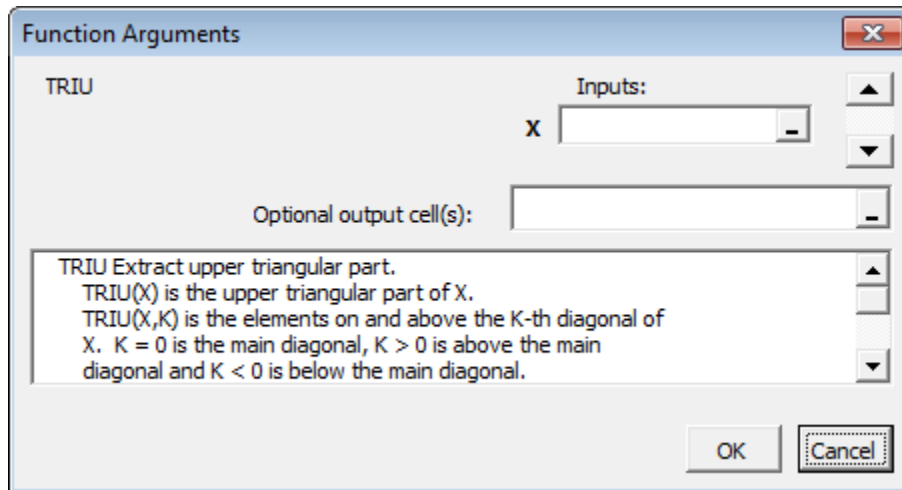 Function Arguments
TRIU
Inputs:
X
Optional output cell(s):
TRIU Extract upper triangular part.
TRIU(X) is the upper triangular part of X.
TRIU(X,K) is the elements on and above the K-th diagonal of
X.  K = 0 is the main diagonal, K > 0 is above the main
diagonal and K < 0 is below the main diagonal.
OK
Cancel